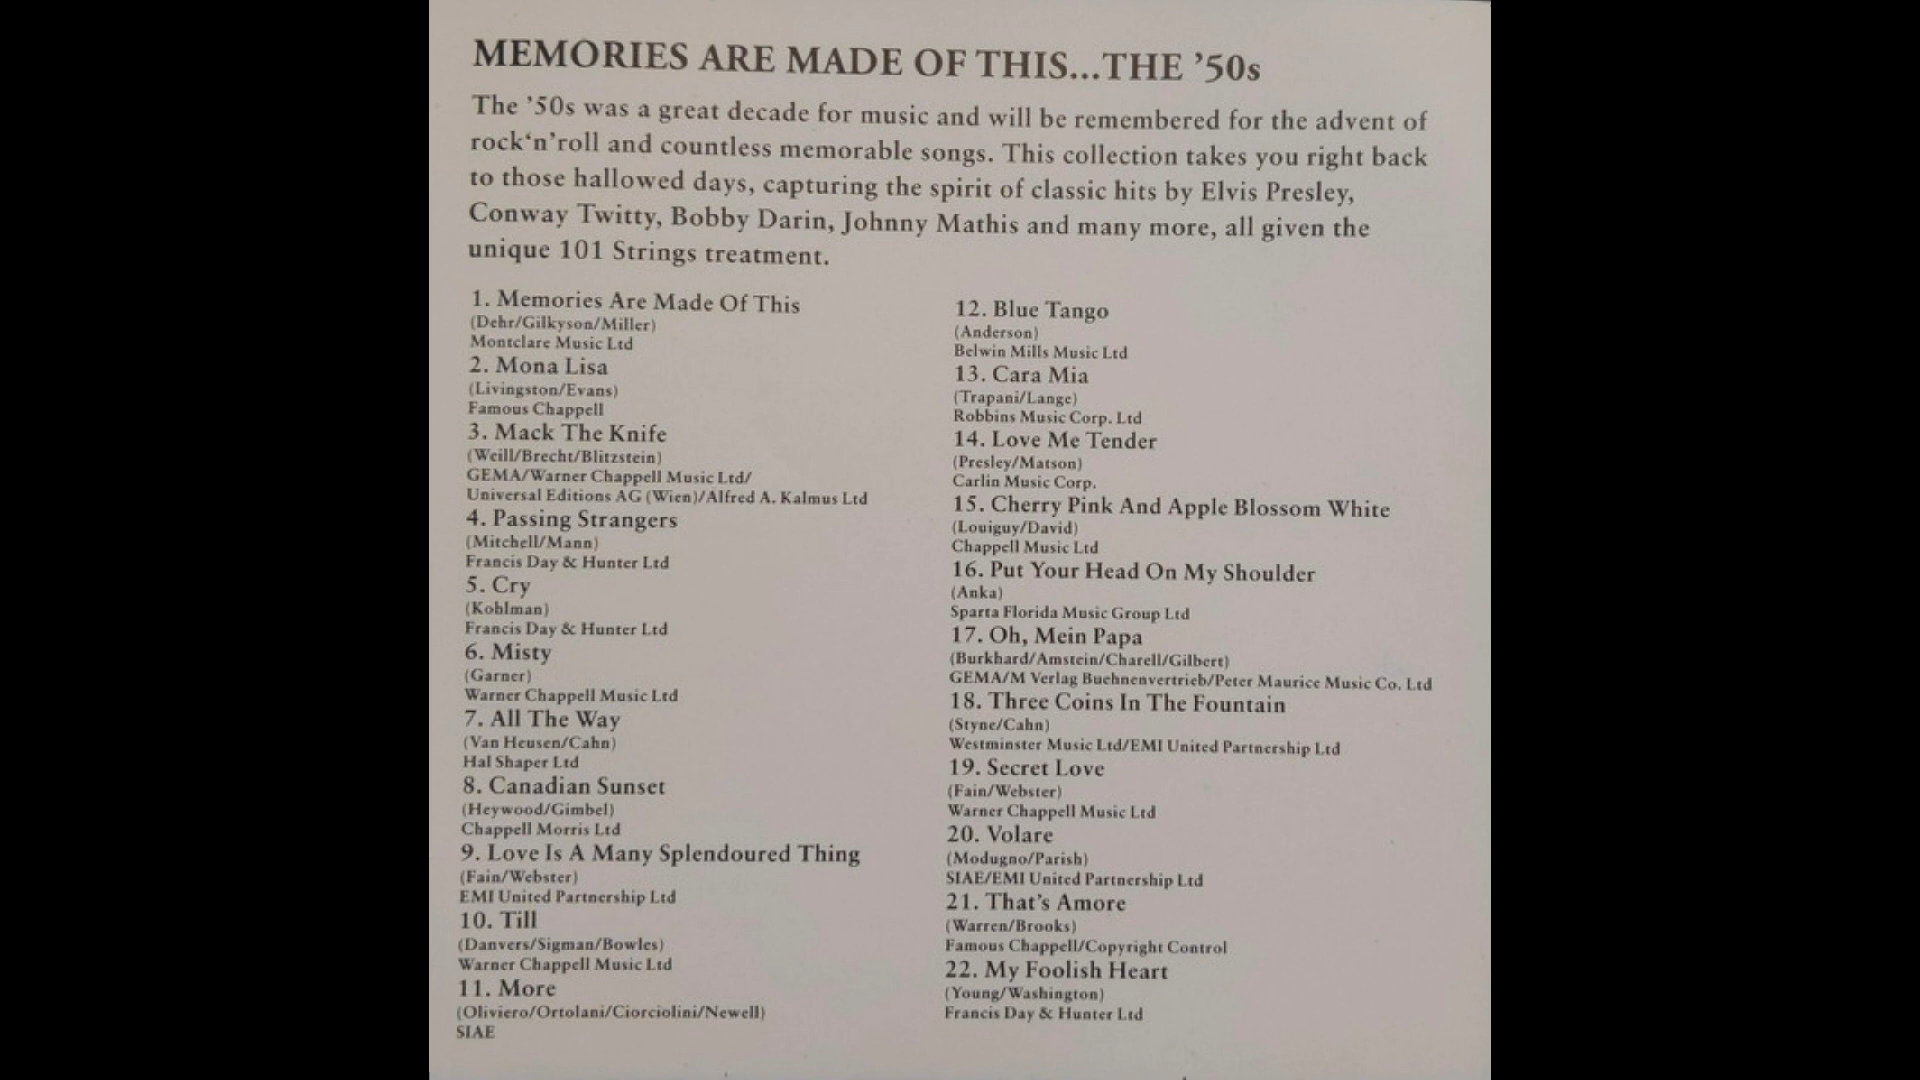 MEMORIES ARE MADE OF THIS...THE ’50s
The ’50s was a great decade for music and will be remembered for the advent of
rock‘n’roll and countless memorable songs. This collection takes you right back
to those hallowed days, capturing the spirit of classic hits by Elvis Presley,
Conway Twitty, Bobby Darin, Johnny Mathis and many more, all given the
unique 101 Strings treatment.
1. Memories Are Made Of This
(Dehr/Gilkyson/Miller)
Montclare Music Ltd
2. Mona Lisa
(Livingston/Evans)
Famous Chappell
3. Mack The Knife
(Weill/Brecht/Blitzstein)
GEMA/Warner Chappell Music Ltd/
Universal Editions AG (Wien)/Alfred A. Kalmus Ltd
4. Passing Strangers
(Mitchell/Mann)
Francis Day & Hunter Ltd
5. Cry
(Kohlman)
Francis Day & Hunter Ltd
6. Misty
(Garner)
Warner Chappell Music Ltd
7. All The Way
(Van Heusen/Cahn)
Hal Shaper Ltd
8. Canadian Sunset
(Heywood/Gimbel)
Chappell Morris Ltd
9. Love Is A Many Splendoured Thing
(Fain/Webster)
EMI United Partnership Ltd
10. Till
(Danvers/Sigman/Bowles)
Warner Chappell Music Ltd
11. More
(Oliviero/Ortolani/Ciorciolini/Newell)
SIAE
12. Blue Tango
(Anderson)
Belwin Mills Music Ltd
13. Cara Mia
(Trapani/Lange)
Robbins Music Corp. Ltd
14. Love Me Tender
(Presley/Matson)
Carlin Music Corp.
15. Cherry Pink And Apple Blossom White
(Louiguy/David)
Chappell Music Ltd
16. Put Your Head On My Shoulder
(Anka)
Sparta Florida Music Group Ltd
17. Oh, Mein Papa
(Burkhard/Amstein/Charell/Gilbert)
GEMA/M Verlag Buehnenvertrieb/Peter Maurice Music Co. Ltd
18. Three Coins In The Fountain
(Styne/Cahn)
Westminster Music Ltd/EMI United Partnership Ltd
19. Secret Love
(Fain/Webster)
Warner Chappell Music Ltd
20. Volare
(Modugno/Parish)
SIAE/EMI United Partnership Ltd
21. That’s Amore
(Warren/Brooks)
Famous Chappell/Copyright Control
22. My Foolish Heart
(Young/Washington)
Francis Day & Hunter Ltd